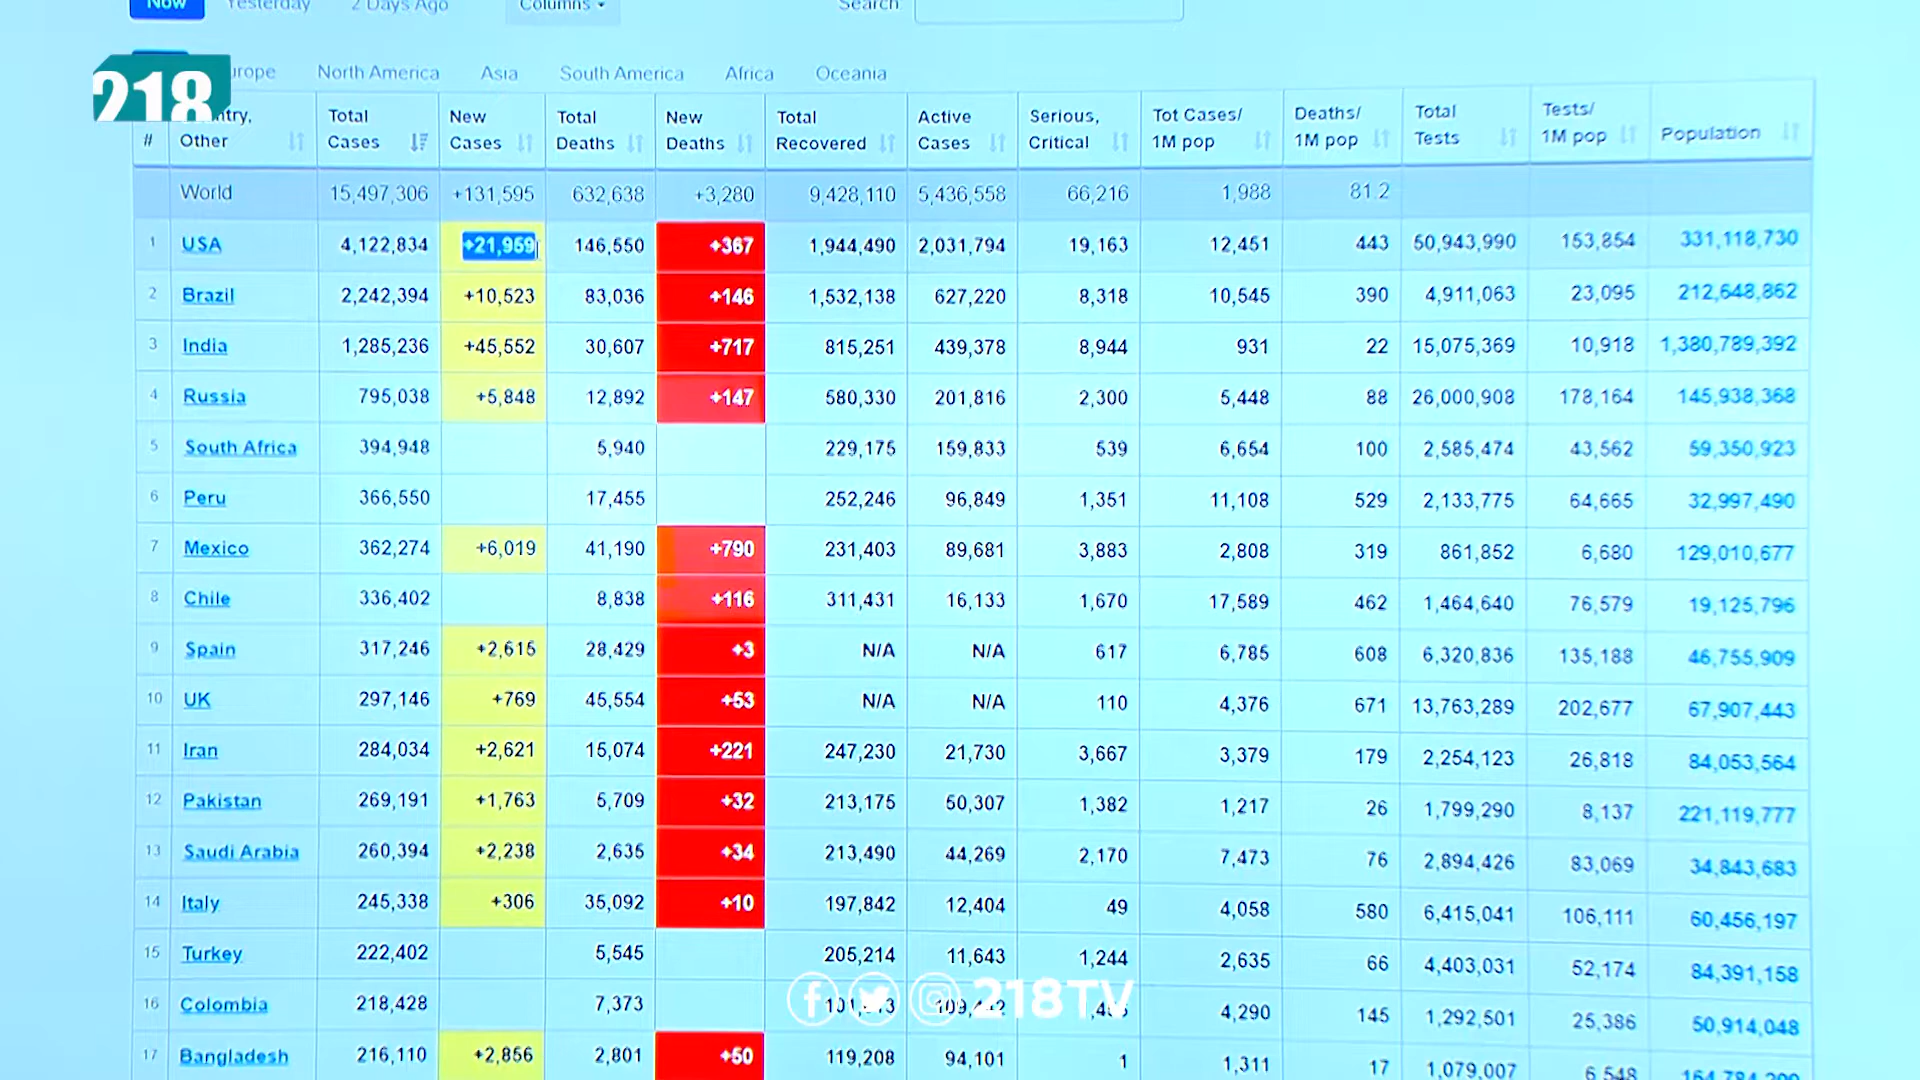 Now Yesterday 2 Days Ago Columns Search
218
North America Asia South America Africa Oceania
# Other Total Cases New Cases Total Deaths New Deaths Total Recovered Active Cases Serious, Critical Tot Cases/ 1M pop Deaths/ 1M pop Total Tests Tests/ 1M pop Population
World 15,497,306 +131,595 632,638 +3,280 9,428,110 5,436,558 66,216 1,988 81.2
1 USA 4,122,834 +21,959 146,550 +367 1,944,490 2,031,794 19,163 12,451 443 50,943,990 153,854 331,118,730
2 Brazil 2,242,394 +10,523 83,036 +146 1,532,138 627,220 8,318 10,545 390 4,911,063 23,095 212,648,862
3 India 1,285,236 +45,552 30,607 +717 815,251 439,378 8,944 931 22 15,075,369 10,918 1,380,789,392
4 Russia 795,038 +5,848 12,892 +147 580,330 201,816 2,300 5,448 88 26,000,908 178,164 145,938,368
5 South Africa 394,948 5,940 229,175 159,833 539 6,654 100 2,585,474 43,562 59,350,923
6 Peru 366,550 17,455 252,246 96,849 1,351 11,108 529 2,133,775 64,665 32,997,490
7 Mexico 362,274 +6,019 41,190 +790 231,403 89,681 3,883 2,808 319 861,852 6,680 129,010,677
8 Chile 336,402 8,838 +116 311,431 16,133 1,670 17,589 462 1,464,640 76,579 19,125,796
9 Spain 317,246 +2,615 28,429 +3 N/A N/A 617 6,785 608 6,320,836 135,188 46,755,909
10 UK 297,146 +769 45,554 +53 N/A N/A 110 4,376 671 13,763,289 202,677 67,907,443
11 Iran 284,034 +2,621 15,074 +221 247,230 21,730 3,667 3,379 179 2,254,123 26,818 84,053,564
12 Pakistan 269,191 +1,763 5,709 +32 213,175 50,307 1,382 1,217 26 1,799,290 8,137 221,119,777
13 Saudi Arabia 260,394 +2,238 2,635 +34 213,490 44,269 2,170 7,473 76 2,894,426 83,069 34,843,683
14 Italy 245,338 +306 35,092 +10 197,842 12,404 49 4,058 580 6,415,041 106,111 60,456,197
15 Turkey 222,402 5,545 205,214 11,643 1,244 2,635 66 4,403,031 52,174 84,391,158
16 Colombia 218,428 7,373 4,290 145 1,292,501 25,386 50,914,048
218TV
17 Bangladesh 216,110 +2,856 2,801 +50 119,208 94,101 1 1,311 17 1,079,007 6,548